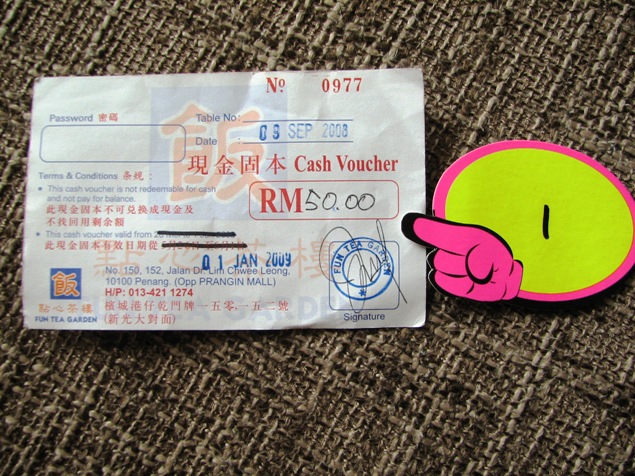 Nº 0977
Password 密碼
Table No:
Date : 09 SEP 2008
飯
現金固本 Cash Voucher
RM50.00
Terms & Conditions 条规 :
This cash voucher is not redeemable for cash
and not pay for balance.
此現金固本不可兑換成現金及
不找回用剩余額
This cash voucher valid from
此現金固本有效日期從
01 JAN 2009
點心茶樓
No.150, 152, Jalan Dr. Lim Chwee Leong,
10100 Penang. (Opp PRANGIN MALL)
H/P: 013-421 1274
檳城港仔乾門牌一五零,一五二號
(新光大對面)
飯
點心茶樓
FUN TEA GARDEN
FUN TEA GARDEN
Signature
1